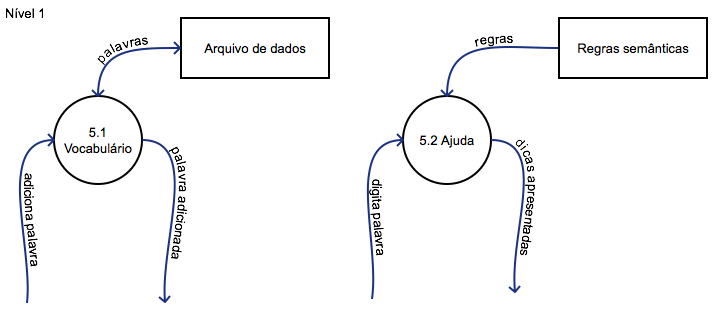 Nível 1
palavras
Arquivo de dados
5.1
Vocabulário
adiciona palavra
palavra adicionada
regras
Regras semânticas
5.2 Ajuda
digita palavra
dicas apresentadas